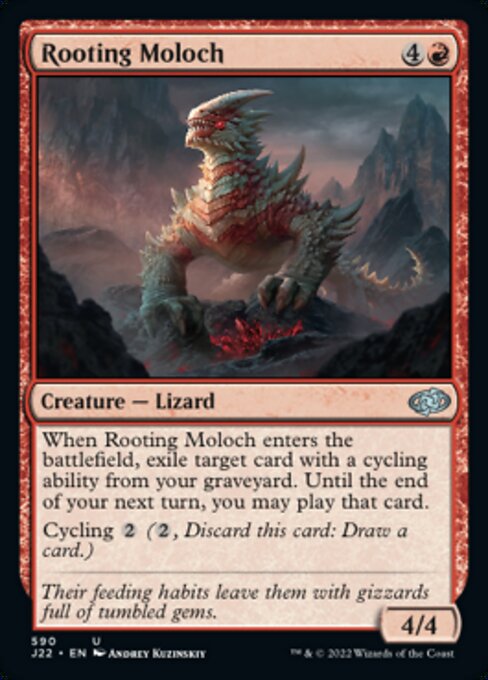 Rooting Moloch 4
Creature — Lizard
When Rooting Moloch enters the
battlefield, exile target card with a cycling
ability from your graveyard. Until the end
of your next turn, you may play that card.
Cycling 2 (2, Discard this card: Draw a
card.)
Their feeding habits leave them with gizzards
full of tumbled gems.
4/4
590 U
J22 • EN Andrey Kuzinskiy
™ & © 2022 Wizards of the Coast